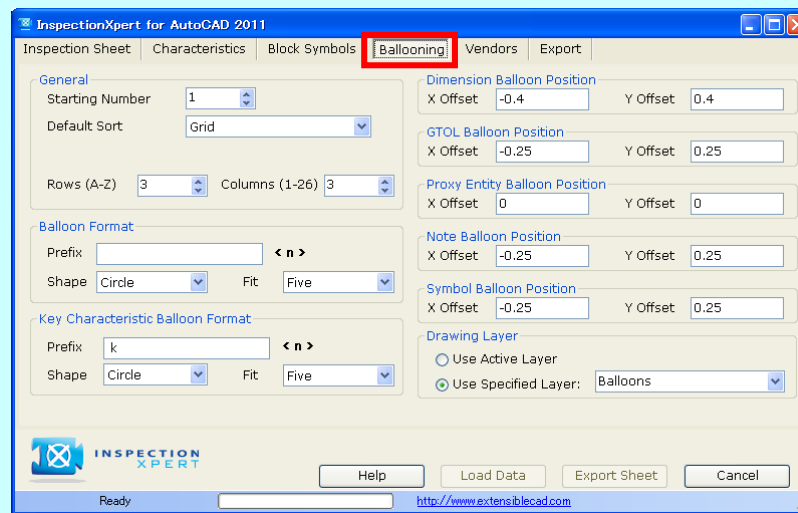 InspectionXpert for AutoCAD 2011
Inspection Sheet Characteristics Block Symbols Ballooning Vendors Export
General
Starting Number 1
Default Sort Grid
Rows (A-Z) 3 Columns (1-26) 3
Balloon Format
Prefix < n >
Shape Circle Fit Five
Key Characteristic Balloon Format
Prefix k < n >
Shape Circle Fit Five
Dimension Balloon Position
X Offset -0.4 Y Offset 0.4
GTOL Balloon Position
X Offset -0.25 Y Offset 0.25
Proxy Entity Balloon Position
X Offset 0 Y Offset 0
Note Balloon Position
X Offset -0.25 Y Offset 0.25
Symbol Balloon Position
X Offset -0.25 Y Offset 0.25
Drawing Layer
Use Active Layer
Use Specified Layer: Balloons
INSPECTION
XPERT
Help Load Data Export Sheet Cancel
Ready http://www.extensiblecad.com